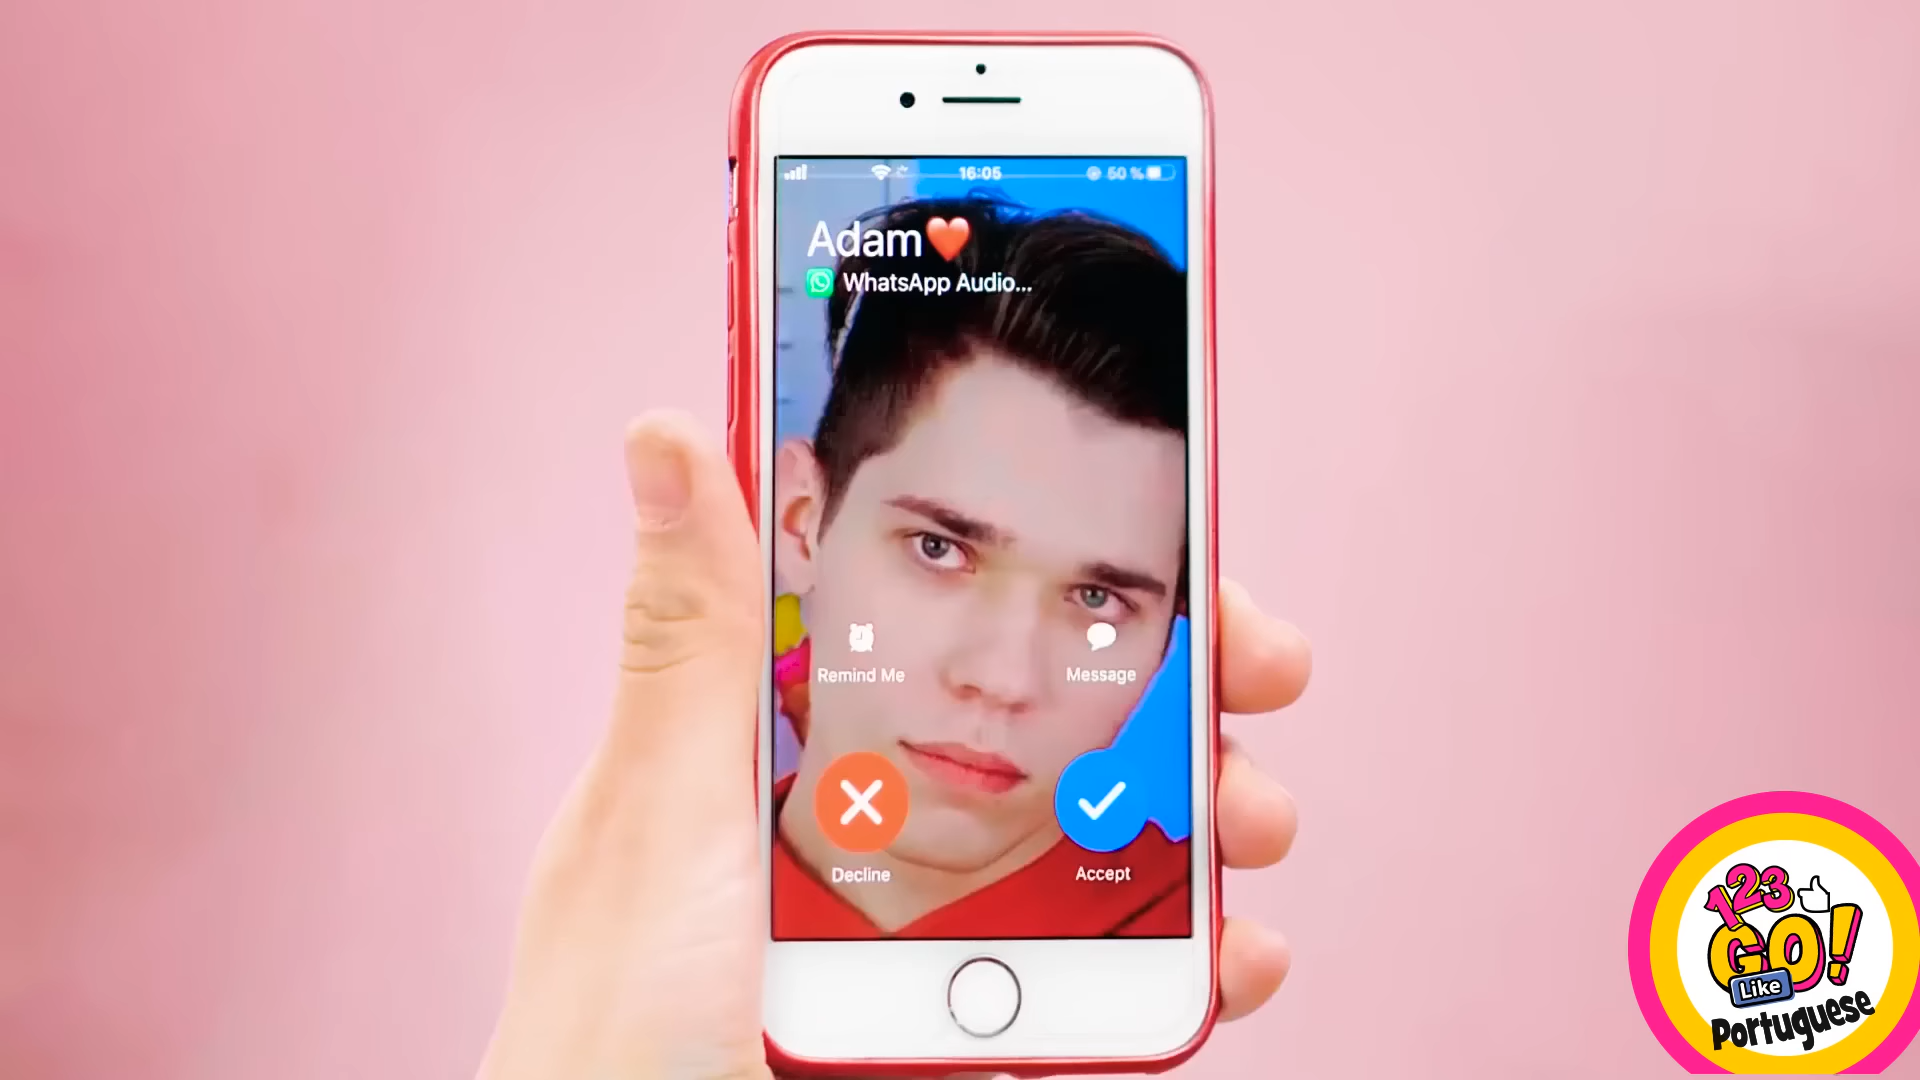 16:05
50 %
Adam❤️
WhatsApp Audio...
Remind Me
Message
Decline
Accept
123
GO!
Like
Portuguese